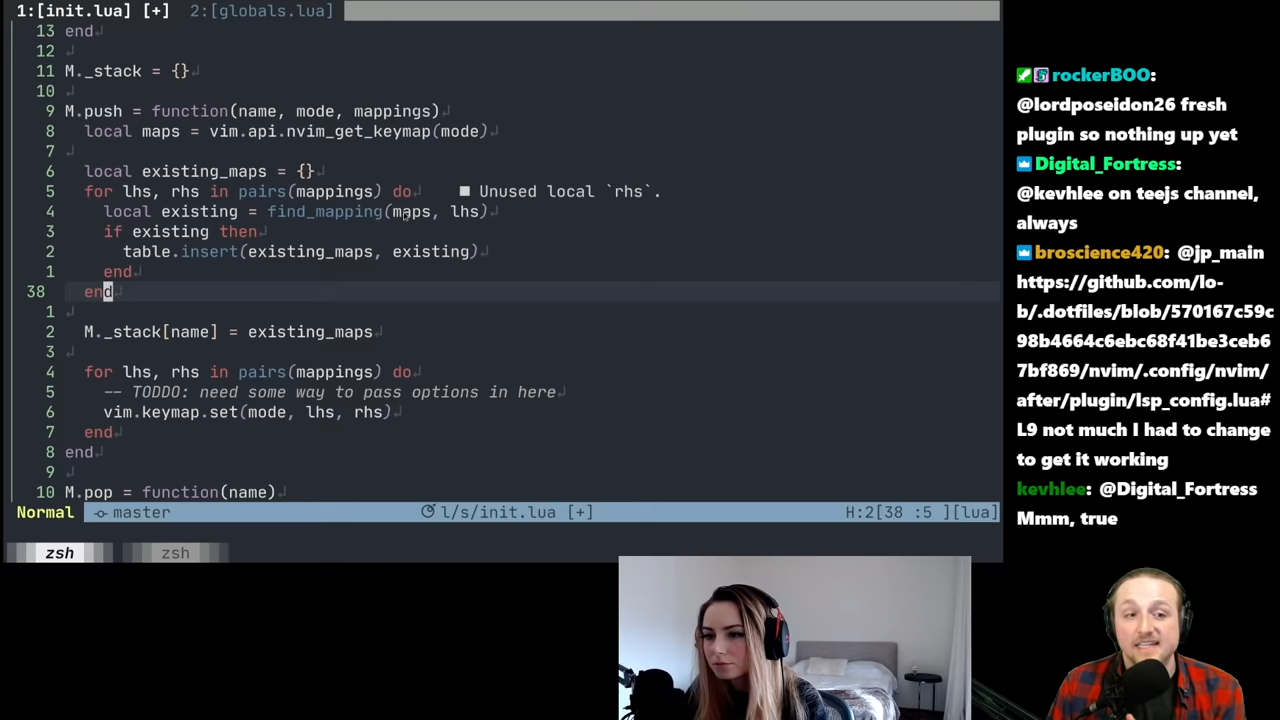 1:[init.lua] [+] 2:[globals.lua]
13 end
12
11 M._stack = {}
10
9 M.push = function(name, mode, mappings)
8 local maps = vim.api.nvim_get_keymap(mode)
7
6 local existing_maps = {}
5 for lhs, rhs in pairs(mappings) do ■ Unused local `rhs`.
4 local existing = find_mapping(maps, lhs)
3 if existing then
2 table.insert(existing_maps, existing)
1 end
38 end
1
2 M._stack[name] = existing_maps
3
4 for lhs, rhs in pairs(mappings) do
5 -- TODDO: need some way to pass options in here
6 vim.keymap.set(mode, lhs, rhs)
7 end
8 end
9
10 M.pop = function(name)
Normal master l/s/init.lua [+] H:2[38 :5 ][lua]
zsh zsh
rockerBOO:
@lordposeidon26 fresh
plugin so nothing up yet
Digital_Fortress:
@kevhlee on teejs channel,
always
broscience420: @jp_main
https://github.com/lo-
b/.dotfiles/blob/570167c59c
98b4664c6ebc68f41be3ceb6
7bf869/nvim/.config/nvim/
after/plugin/lsp_config.lua#
L9 not much I had to change
to get it working
kevhlee: @Digital_Fortress
Mmm, true